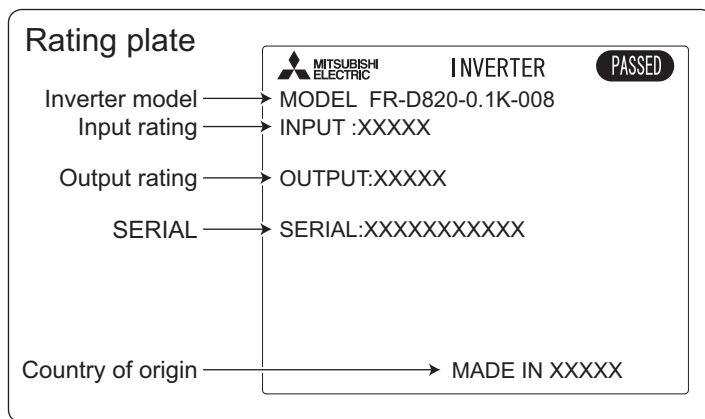 Rating plate
MITSUBISHI
ELECTRIC
INVERTER
PASSED
Inverter model
MODEL FR-D820-0.1K-008
Input rating
INPUT :XXXXX
Output rating
OUTPUT:XXXXX
SERIAL
SERIAL:XXXXXXXXXXX
Country of origin
MADE IN XXXXX